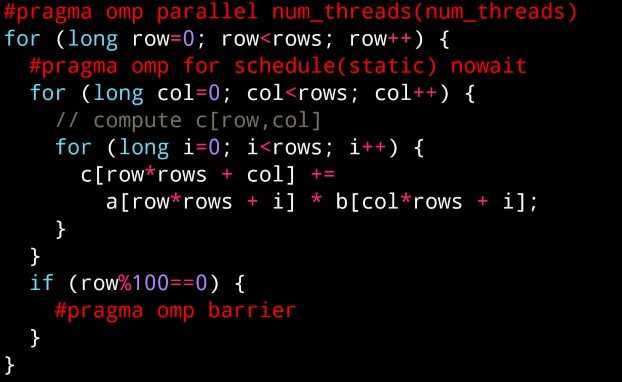 #pragma omp parallel num_threads(num_threads)
for (long row=0; row<rows; row++) {
  #pragma omp for schedule(static) nowait
  for (long col=0; col<rows; col++) {
    // compute c[row,col]
    for (long i=0; i<rows; i++) {
      c[row*rows + col] +=
        a[row*rows + i] * b[col*rows + i];
    }
  }
  if (row%100==0) {
    #pragma omp barrier
  }
}